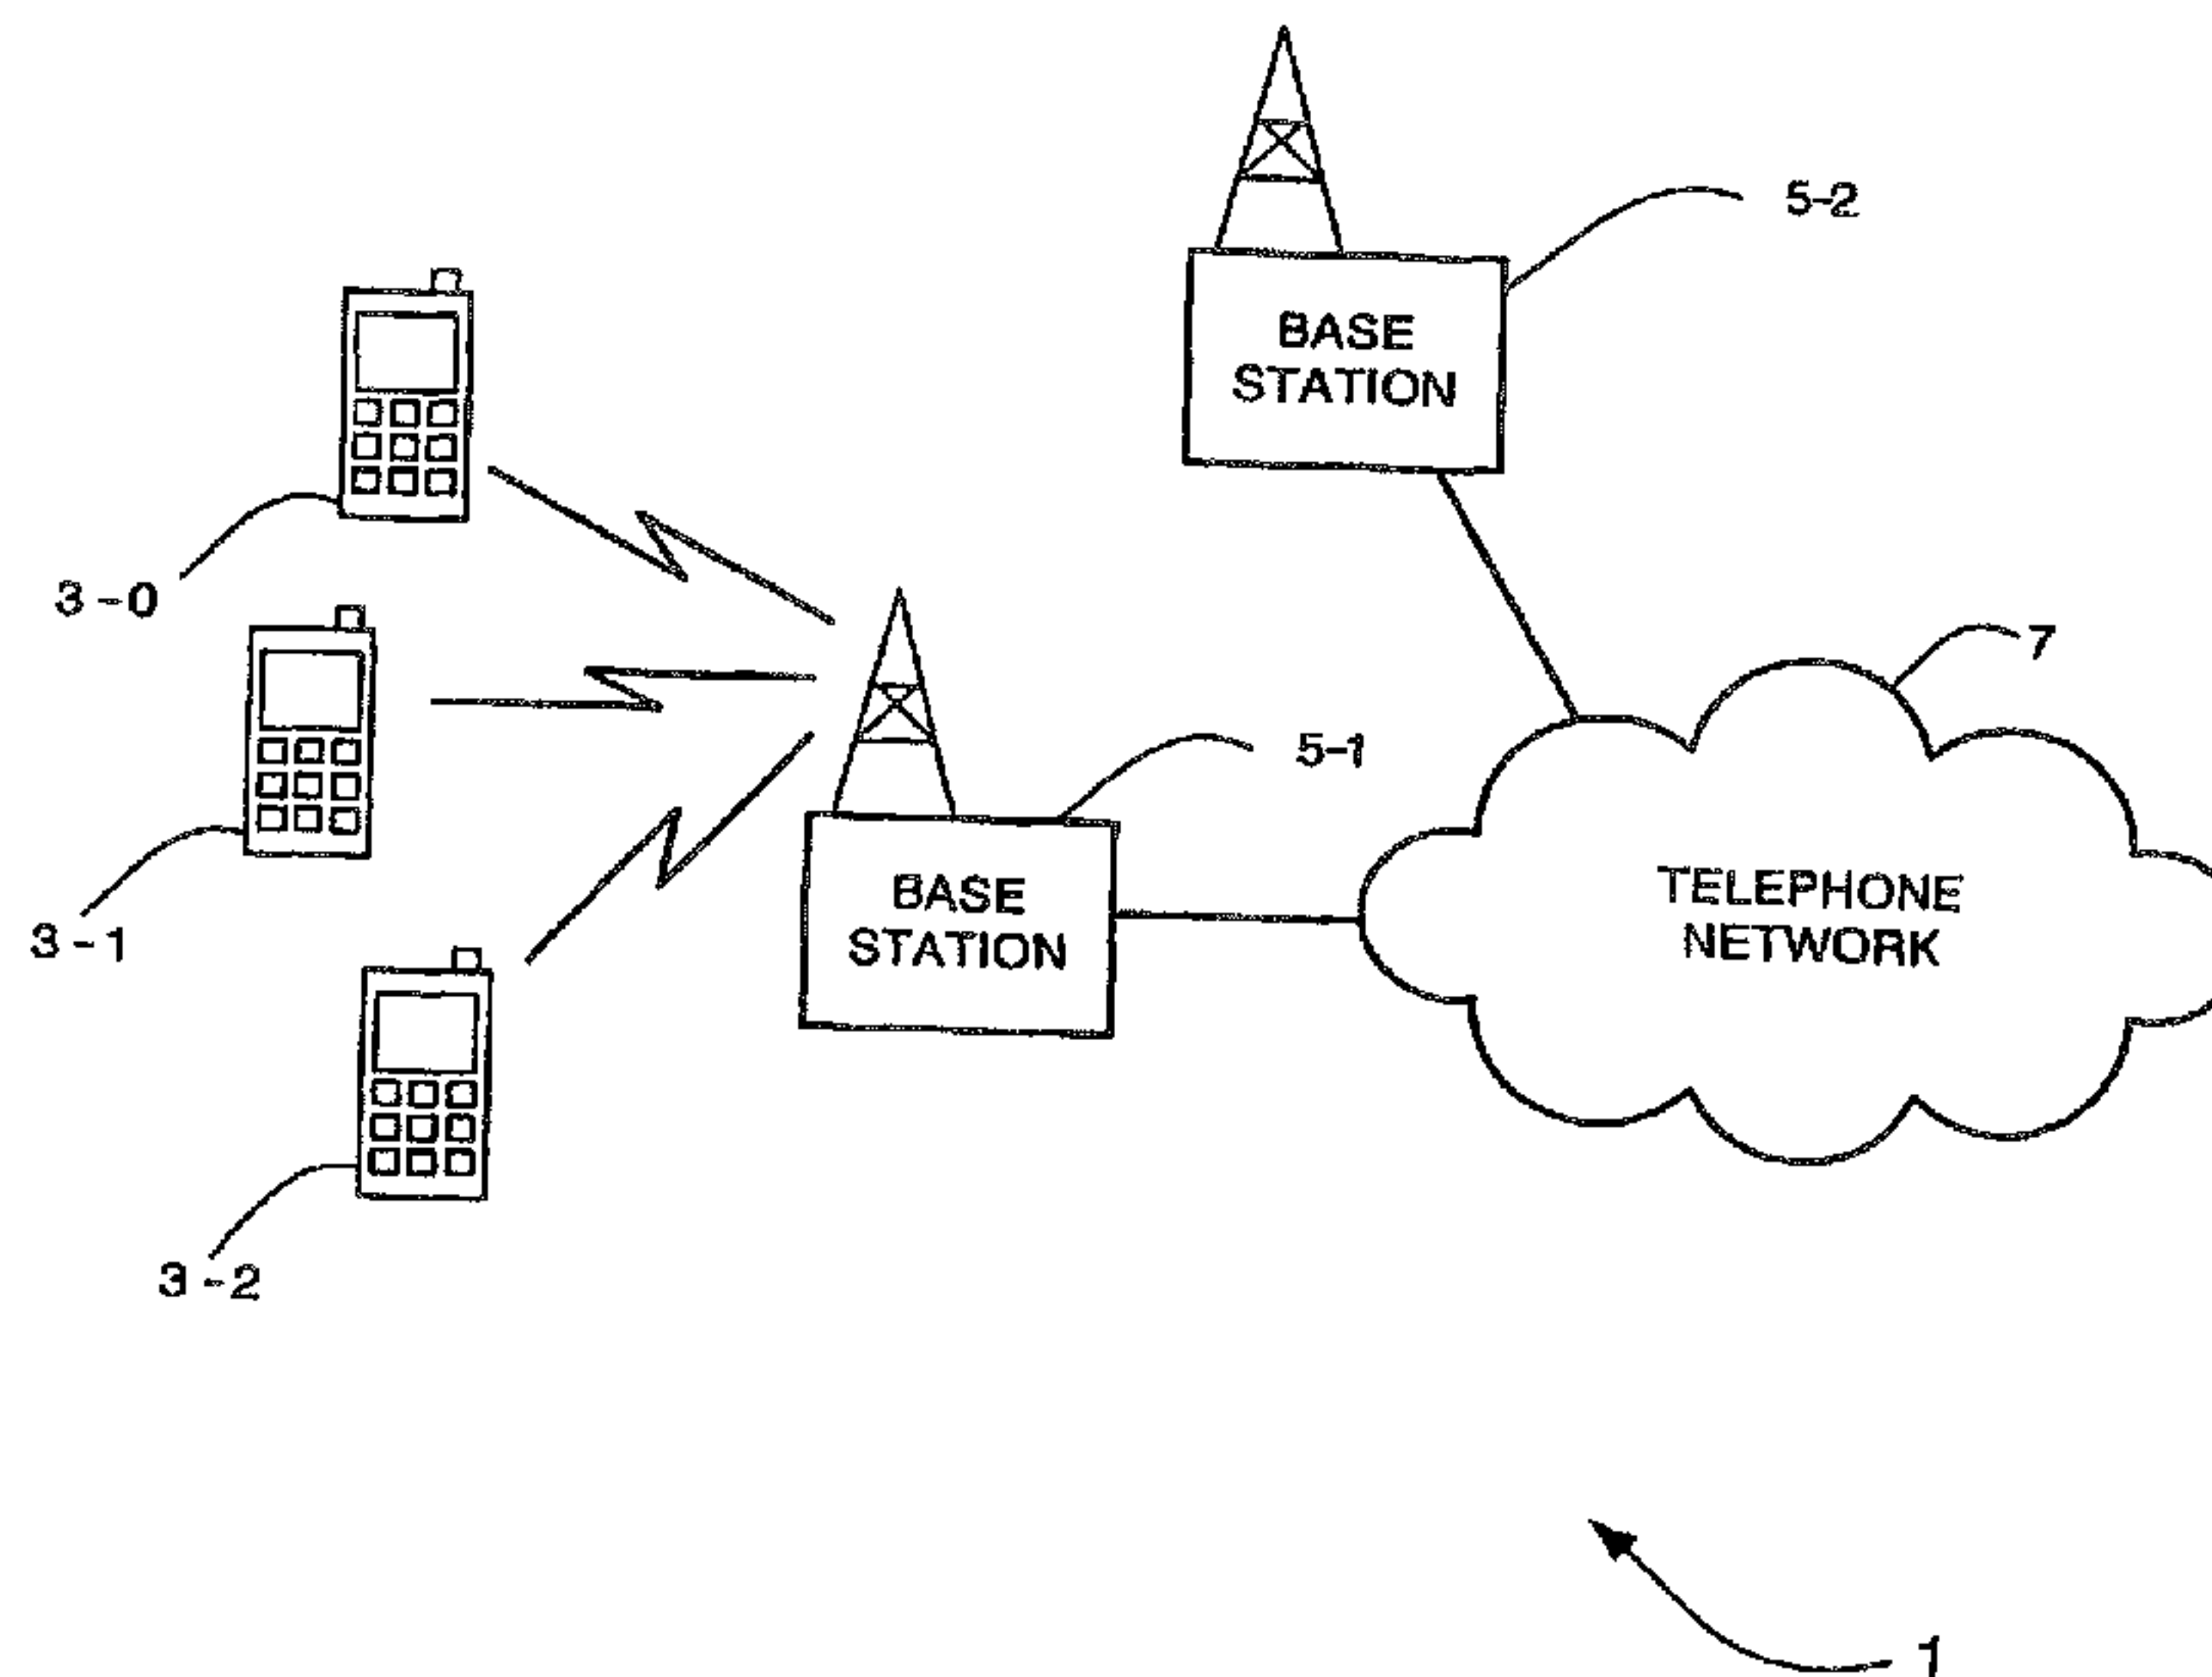 5-2
BASE
STATION
3-0
7
5-1
TELEPHONE
NETWORK
BASE
STATION
3-1
3-2
1